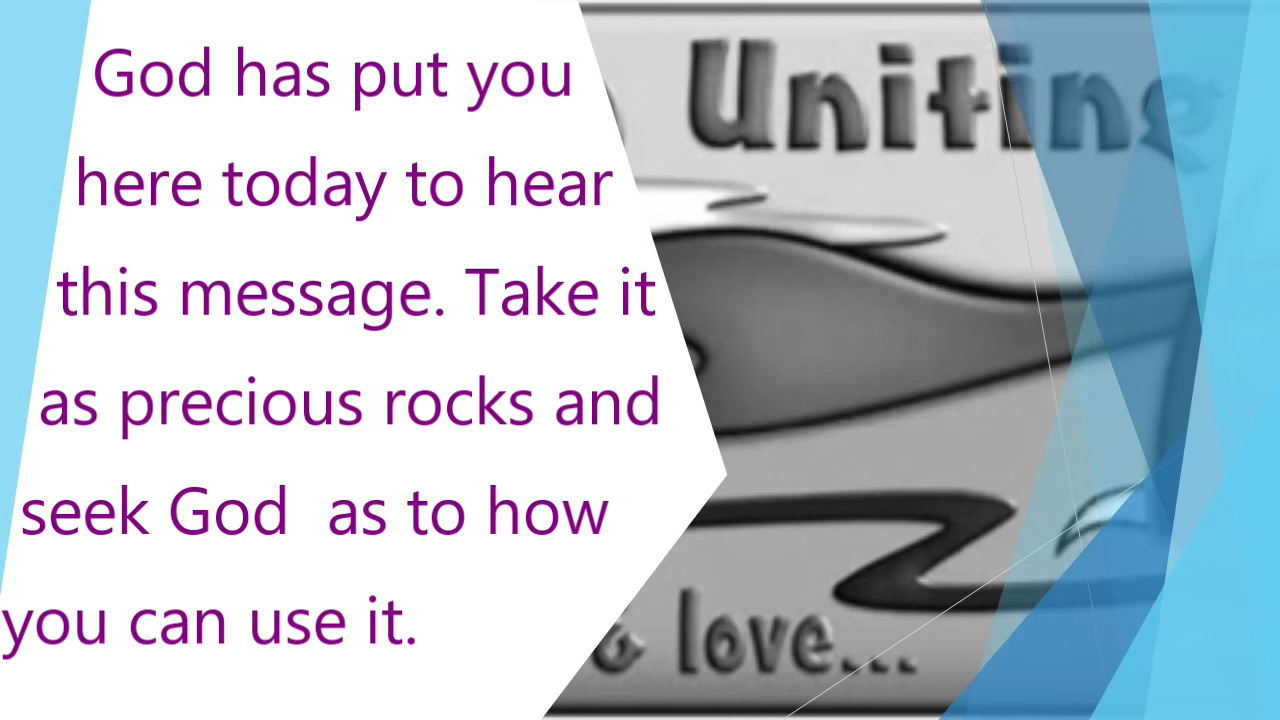 God has put you
here today to hear
this message. Take it
as precious rocks and
seek God  as to how
you can use it.
Uniting
love...